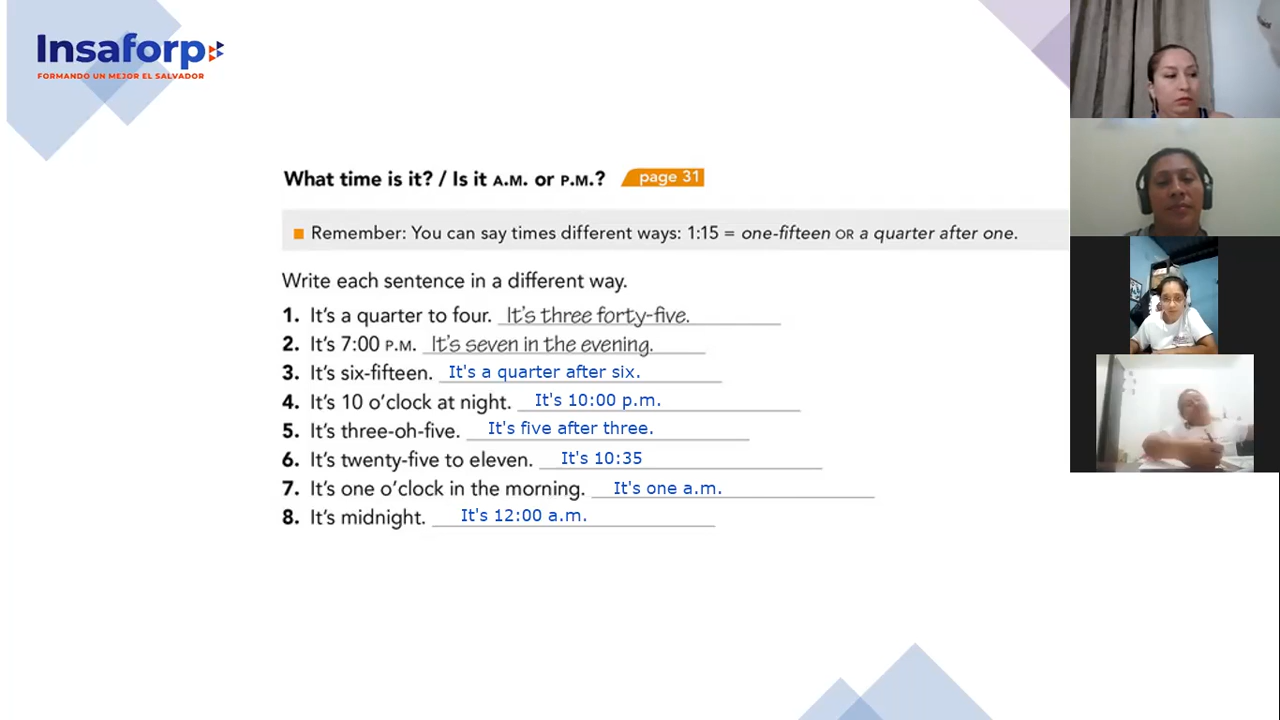 Insaforp
FORMANDO UN MEJOR EL SALVADOR
What time is it? / Is it A.M. or P.M.? page 31
Remember: You can say times different ways: 1:15 = one-fifteen OR a quarter after one.
Write each sentence in a different way.
1. It's a quarter to four. It's three forty-five.
2. It's 7:00 P.M. It's seven in the evening.
3. It's six-fifteen. It's a quarter after six.
4. It's 10 o'clock at night. It's 10:00 p.m.
5. It's three-oh-five. It's five after three.
6. It's twenty-five to eleven. It's 10:35
7. It's one o'clock in the morning. It's one a.m.
8. It's midnight. It's 12:00 a.m.